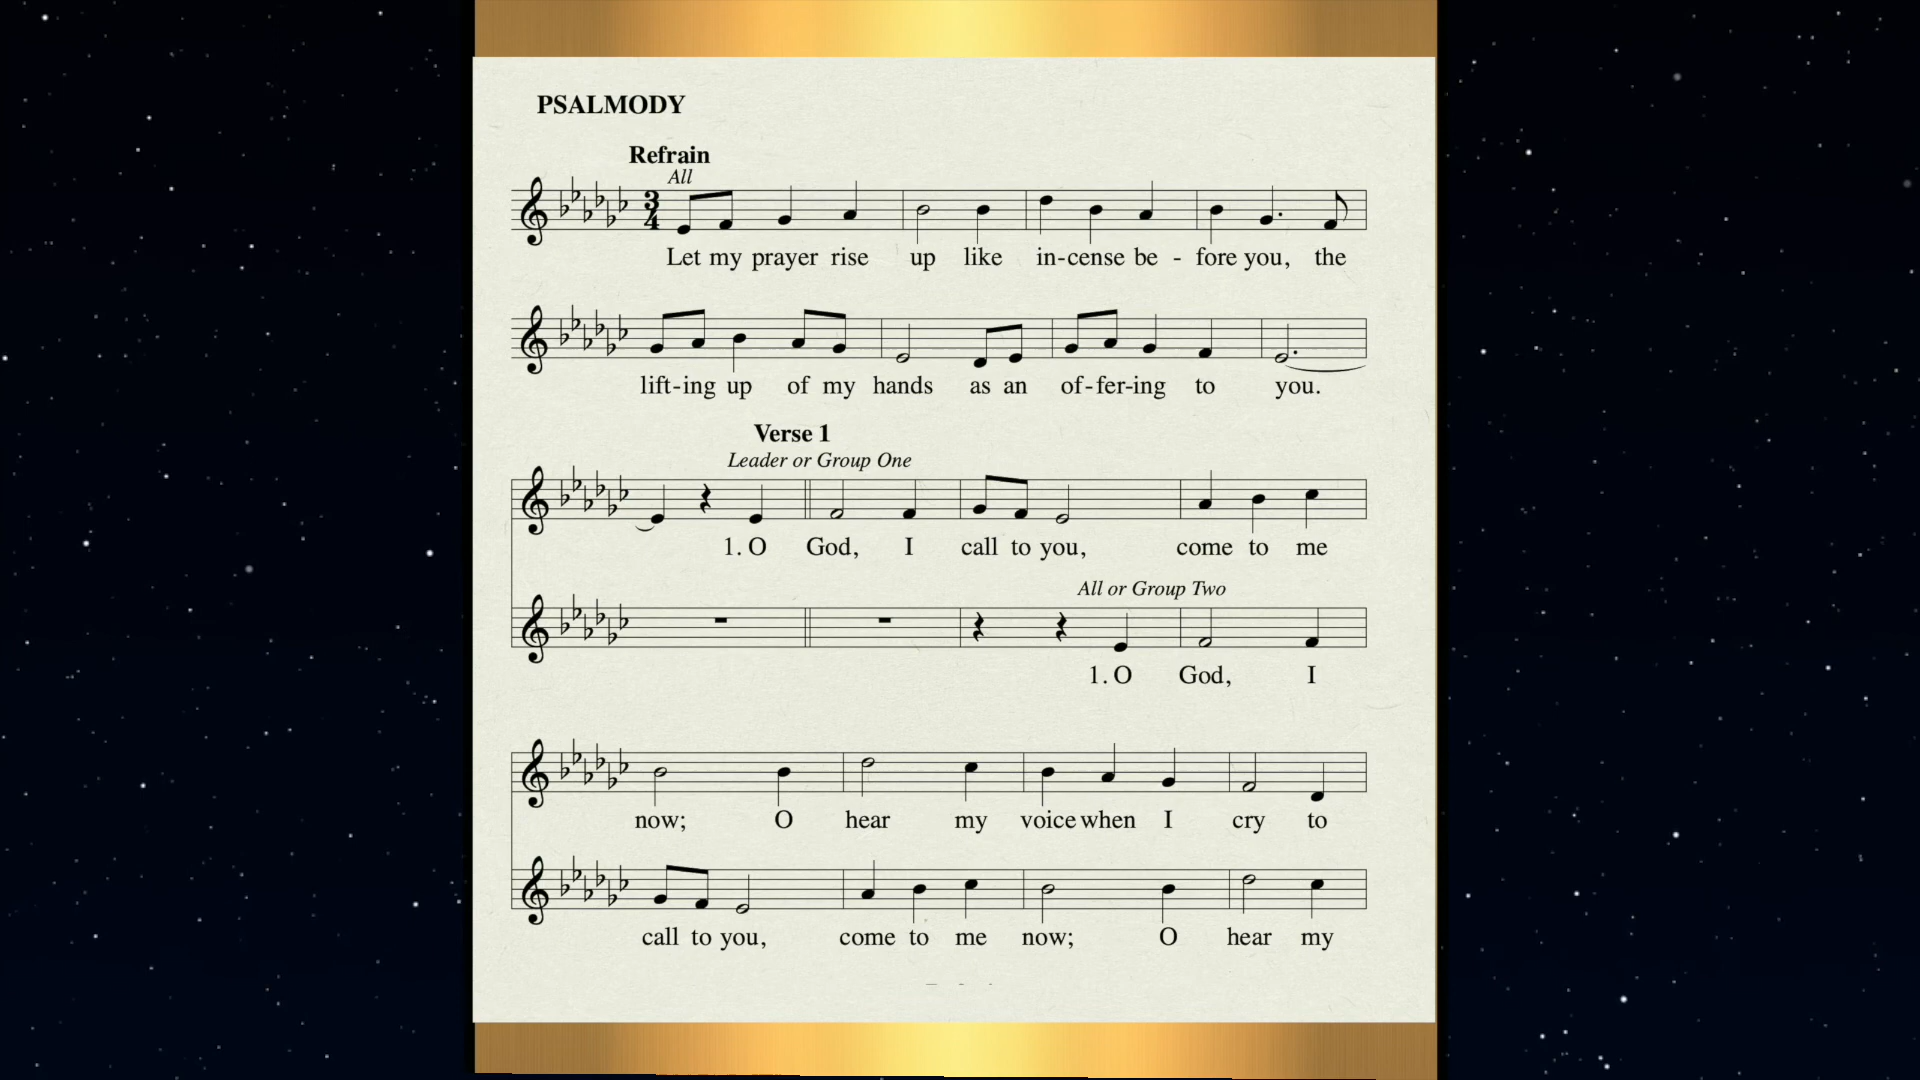 PSALMODY
Refrain
All
3
4
Let my prayer rise up like in-cense be - fore you, the
lift-ing up of my hands as an of-fer-ing to you.
Verse 1
Leader or Group One
1. O God, I call to you, come to me
All or Group Two
1. O God, I
now; O hear my voice when I cry to
call to you, come to me now; O hear my